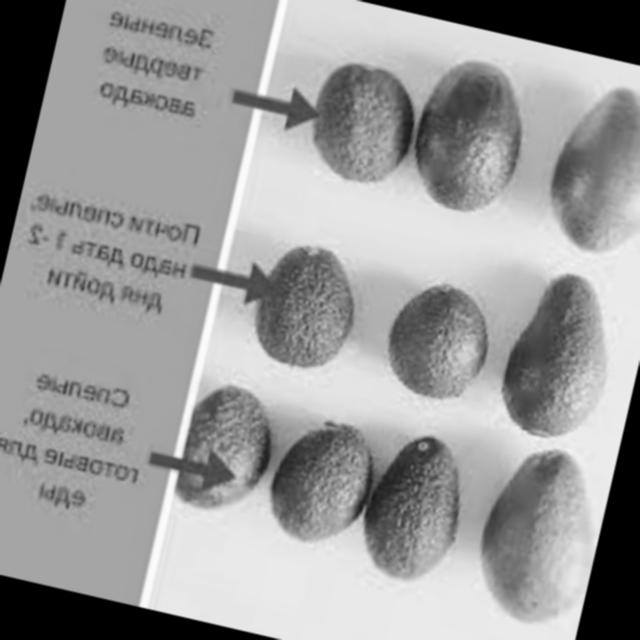 Зеленые
твердые
авокадо
Почти спелые,
надо дать 1 -2
дня дойти
Спелые
авокадо,
готовые для
еды